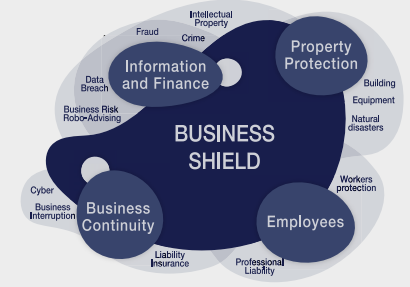 Intellectual
Property
Fraud
Crime
Information
and Finance
Data
Breach
Business Risk
Robo-Advising
Property
Protection
Building
Equipment
Natural
disasters
BUSINESS
SHIELD
Cyber
Business
Interruption
Business
Continuity
Liability
Insurance
Employees
Workers
protection
Professional
Liability